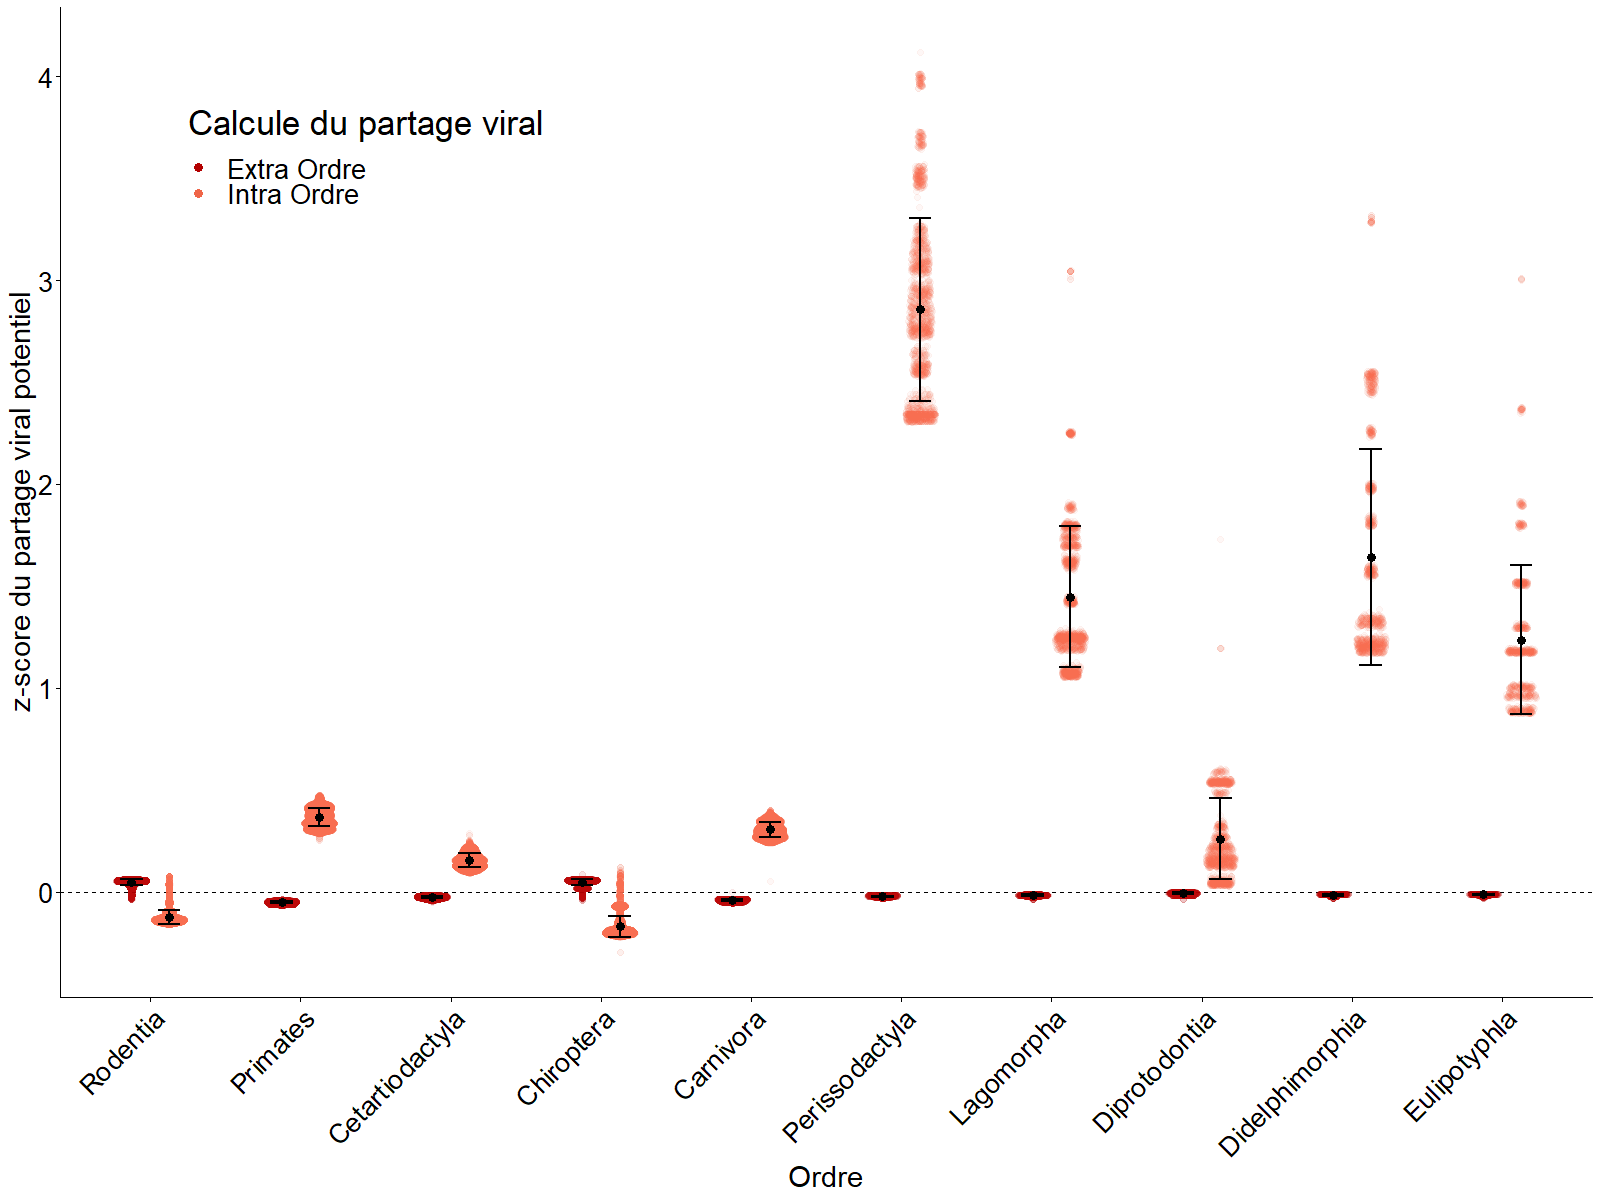 4
3
2
1
0
z-score du partage viral potentiel
Calcule du partage viral
Extra Ordre
Intra Ordre
Rodentia
Primates
Cetartiodactyla
Chiroptera
Carnivora
Perissodactyla
Lagomorpha
Diprotodontia
Didelphimorphia
Eulipotyphla
Ordre